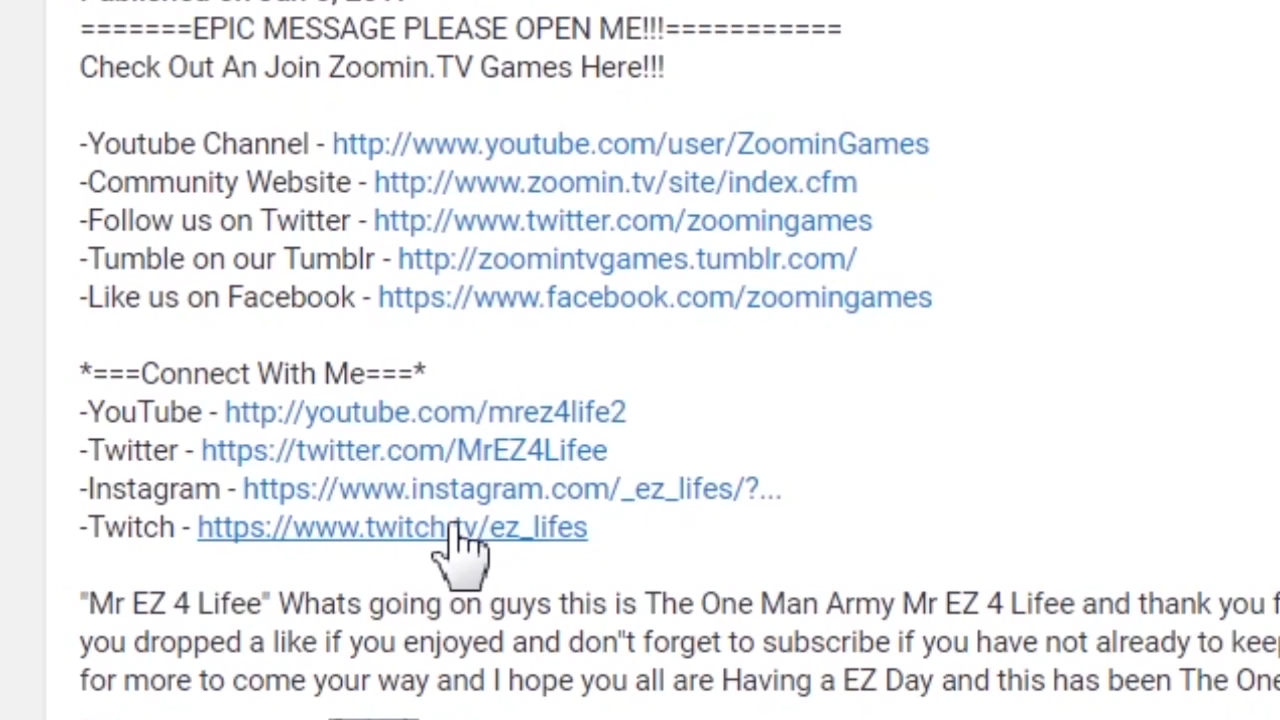 =======EPIC MESSAGE PLEASE OPEN ME!!!===========
Check Out An Join Zoomin.TV Games Here!!!
-Youtube Channel - http://www.youtube.com/user/ZoominGames
-Community Website - http://www.zoomin.tv/site/index.cfm
-Follow us on Twitter - http://www.twitter.com/zoomingames
-Tumble on our Tumblr - http://zoomintvgames.tumblr.com/
-Like us on Facebook - https://www.facebook.com/zoomingames
*===Connect With Me===*
-YouTube - http://youtube.com/mrez4life2
-Twitter - https://twitter.com/MrEZ4Lifee
-Instagram - https://www.instagram.com/_ez_lifes/?...
-Twitch - https://www.twitch.tv/ez_lifes
"Mr EZ 4 Lifee" Whats going on guys this is The One Man Army Mr EZ 4 Lifee and thank you
you dropped a like if you enjoyed and don"t forget to subscribe if you have not already to keep
for more to come your way and I hope you all are Having a EZ Day and this has been The One